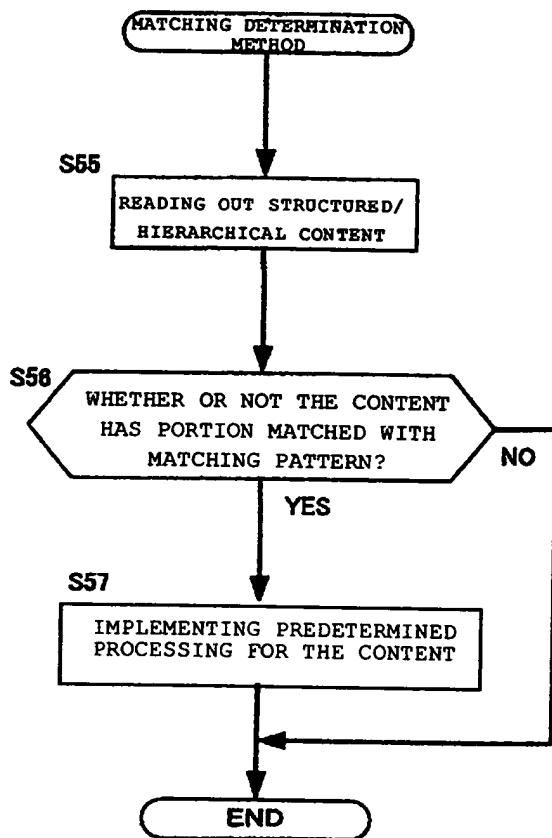 MATCHING DETERMINATION
METHOD
S55
READING OUT STRUCTURED/
HIERARCHICAL CONTENT
S56
WHETHER OR NOT THE CONTENT
HAS PORTION MATCHED WITH
MATCHING PATTERN?
NO
YES
S57
IMPLEMENTING PREDETERMINED
PROCESSING FOR THE CONTENT
END